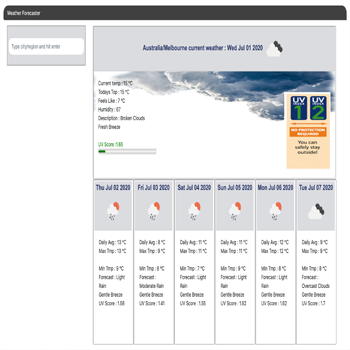 Weather Forecaster
Type city/region and hit enter
Australia/Melbourne current weather : Wed Jul 01 2020
Current temp :15 °C
Todays Top : 15 °C
Feels Like : 7 °C
Humidity : 67
Description : Broken Clouds
Fresh Breeze
UV Score :1.65
UV UV
1 2
NO PROTECTION
REQUIRED
You can
safely stay
outside!
Thu Jul 02 2020
Daily Avg : 13 °C
Max Tmp : 13 °C
Min Tmp : 9 °C
Forecast : Light
Rain
Gentle Breeze
UV Score : 1.68
Fri Jul 03 2020
Daily Avg : 8 °C
Max Tmp : 9 °C
Min Tmp : 8 °C
Forecast :
Moderate Rain
Gentle Breeze
UV Score : 1.41
Sat Jul 04 2020
Daily Avg : 11 °C
Max Tmp : 11 °C
Min Tmp : 7 °C
Forecast : Light
Rain
Gentle Breeze
UV Score : 1.55
Sun Jul 05 2020
Daily Avg : 11 °C
Max Tmp : 11 °C
Min Tmp : 9 °C
Forecast : Light
Rain
Gentle Breeze
UV Score : 1.62
Mon Jul 06 2020
Daily Avg : 12 °C
Max Tmp : 12 °C
Min Tmp : 8 °C
Forecast : Light
Rain
Gentle Breeze
UV Score : 1.62
Tue Jul 07 2020
Daily Avg : 9 °C
Max Tmp : 9 °C
Min Tmp : 8 °C
Forecast :
Overcast Clouds
Gentle Breeze
UV Score : 1.7